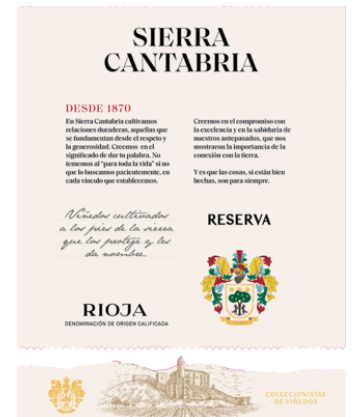 SIERRA
CANTABRIA
DESDE 1870
En Sierra Cantabria cultivamos
relaciones duraderas, aquellas que
se fundamentan desde el respeto y
la generosidad. Creemos en el
significado de dar tu palabra. No
tememos al "para toda la vida" si no
que lo buscamos pacientemente, en
cada vínculo que establecemos.
Creemos en el compromiso con
la excelencia y en la sabiduría de
nuestros antepasados, que nos
mostraron la importancia de la
conexión con la tierra.
Y es que las cosas, si están bien
hechas, son para siempre.
Viñedos cultivados
a los pies de la sierra
que los protege y les
da nombre.
RESERVA
RIOJA
DENOMINACIÓN DE ORIGEN CALIFICADA
COLECCIONISTAS
DE VIÑEDOS